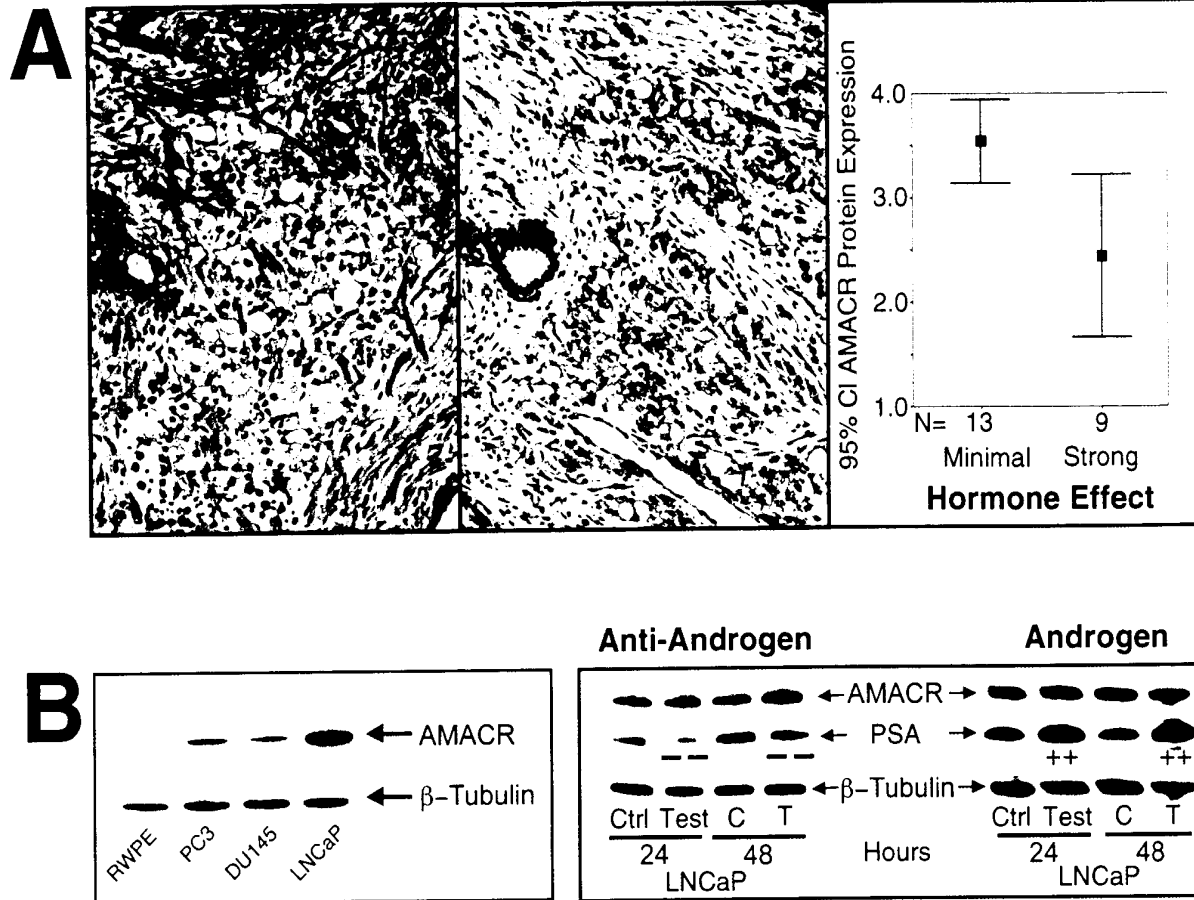 A
95% CI AMACR Protein Expression
4.0
3.0
2.0
1.0
N= 13 9
Minimal Strong
Hormone Effect
B
AMACR
β–Tubulin
RWPE PC3 DU145 LNCaP
Anti-Androgen Androgen
AMACR
PSA
– – – – ++ ++
β–Tubulin
Ctrl Test C T Ctrl Test C T
24 48 Hours 24 48
LNCaP LNCaP